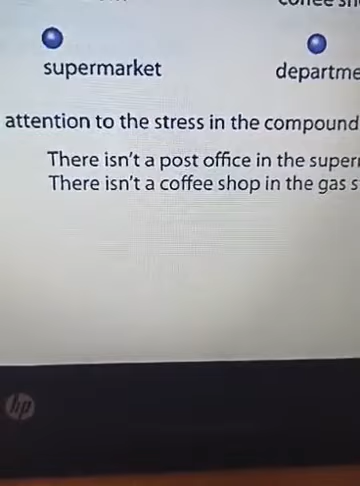 supermarket
attention to the stress in the compound
There isn't a post office in the
There isn't a coffee shop in the gas
hp